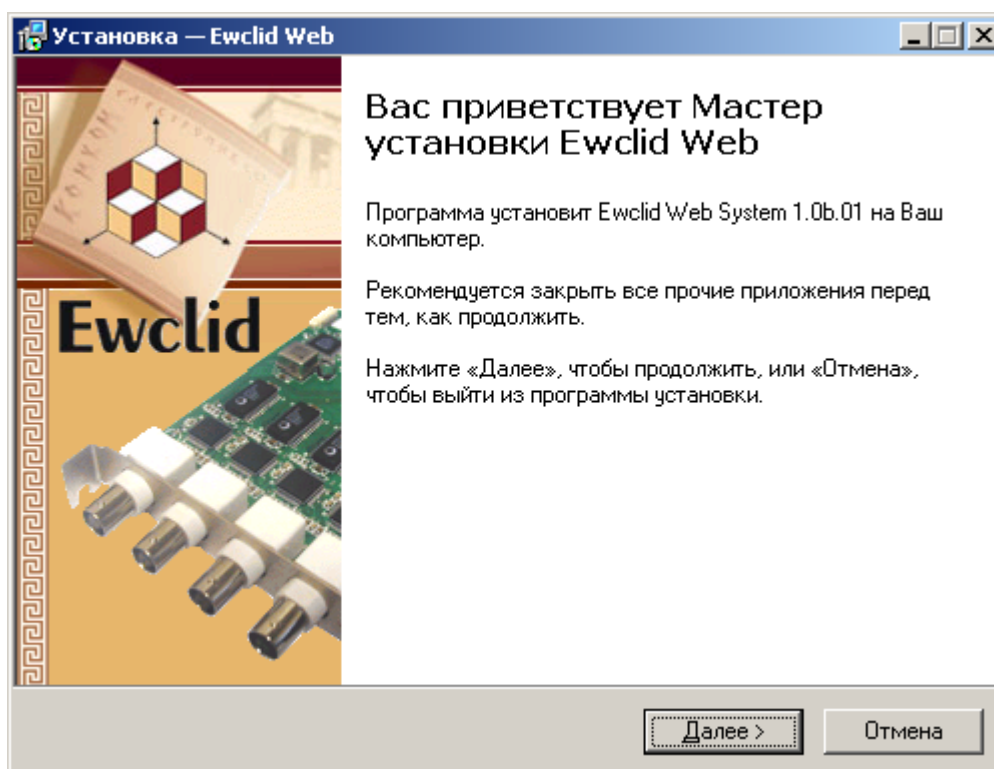 Установка — Ewclid Web
Вас приветствует Мастер
установки Ewclid Web
Программа установит Ewclid Web System 1.0b.01 на Ваш
компьютер.
Рекомендуется закрыть все прочие приложения перед
тем, как продолжить.
Нажмите «Далее», чтобы продолжить, или «Отмена»,
чтобы выйти из программы установки.
КОМКОМ
Ewclid
Далее >
Отмена